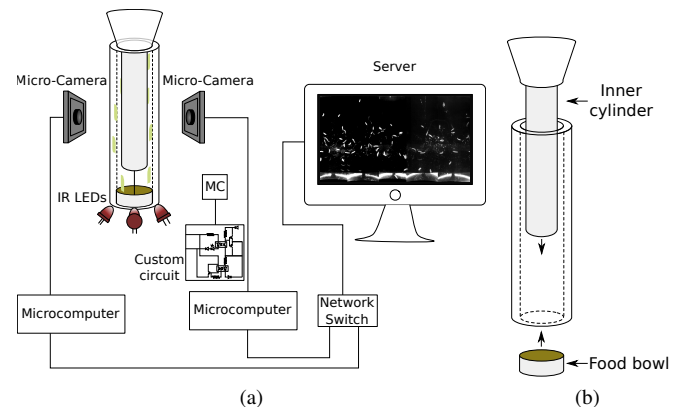 Micro-Camera
Micro-Camera
Server
Inner
cylinder
IR LEDs
MC
Custom
circuit
Microcomputer
Microcomputer
Network
Switch
Food bowl
(a)
(b)